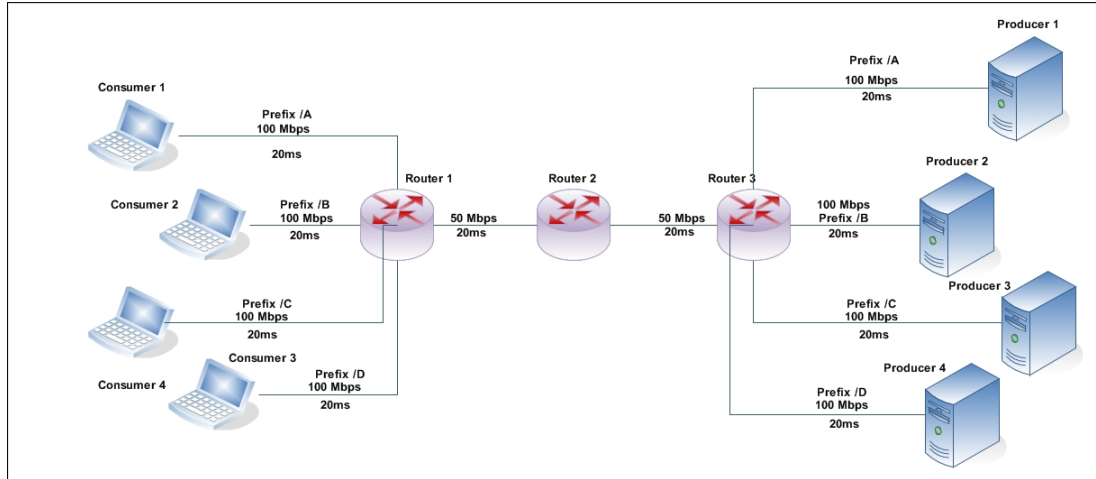 Producer 1
Prefix /A
100 Mbps
20ms
Consumer 1
Prefix /A
100 Mbps
20ms
Producer 2
Router 1
Router 2
Router 3
Consumer 2
Prefix /B
100 Mbps
20ms
50 Mbps
20ms
50 Mbps
20ms
100 Mbps
Prefix /B
20ms
Producer 3
Prefix /C
100 Mbps
20ms
Prefix /C
100 Mbps
20ms
Consumer 3
Consumer 4
Prefix /D
100 Mbps
20ms
Producer 4
Prefix /D
100 Mbps
20ms